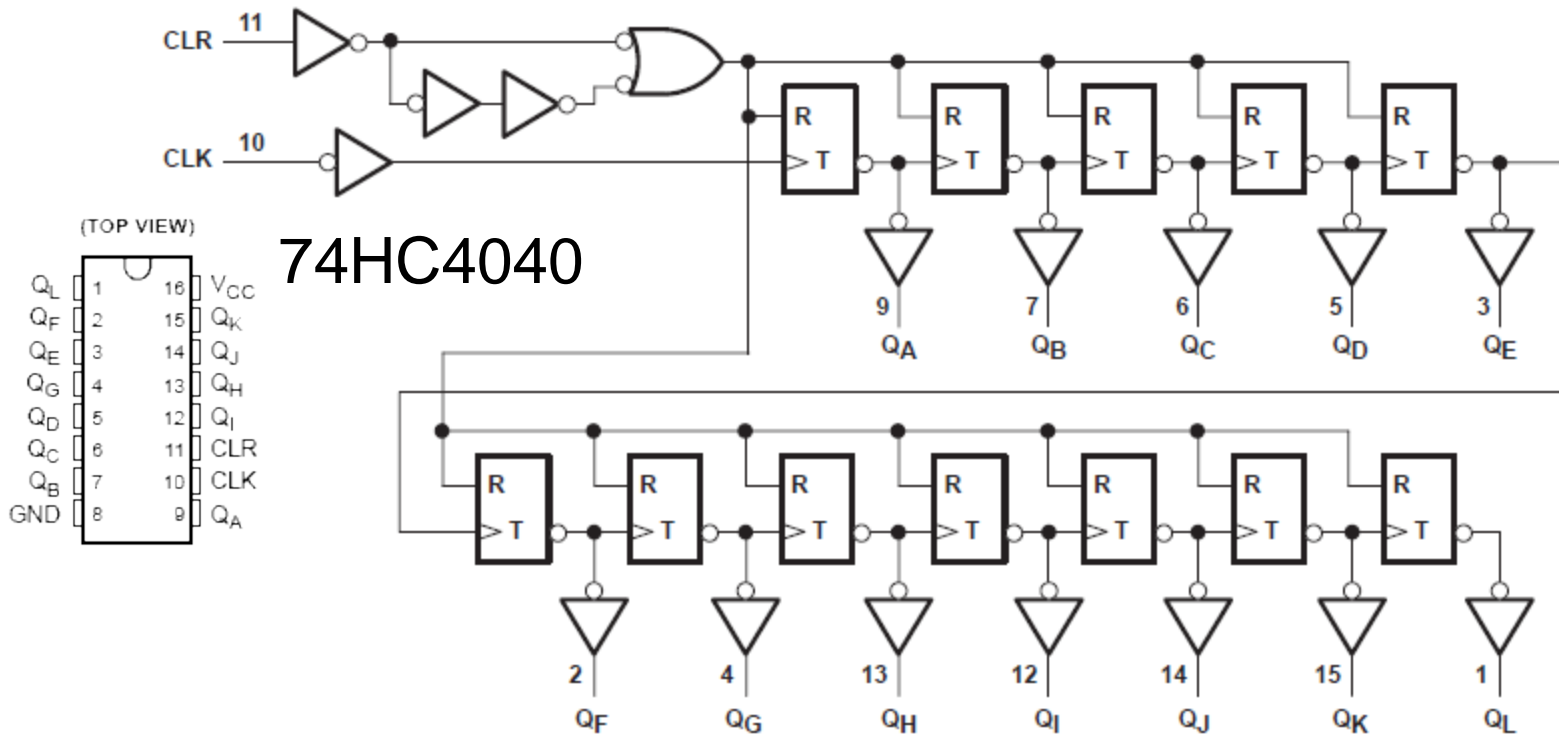 CLR 11
CLK 10
R R R R R
T T T T T
(TOP VIEW)
74HC4040
QL 1 16 VCC
QF 2 15 QK
QE 3 14 QJ
QG 4 13 QH
QD 5 12 QI
QC 6 11 CLR
QB 7 10 CLK
GND 8 9 QA
9 7 6 5 3
QA QB QC QD QE
R R R R R R R
T T T T T T T
2 4 13 12 14 15 1
QF QG QH QI QJ QK QL